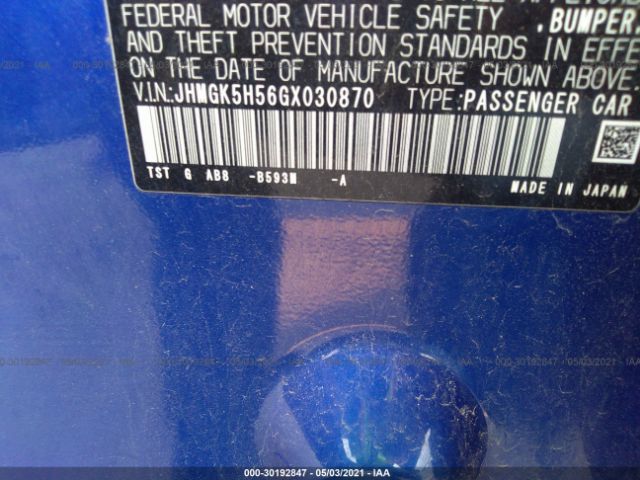 FEDERAL MOTOR VEHICLE SAFETY , BUMPER
AND THEFT PREVENTION STANDARDS IN EFFE
ON THE DATE OF MANUFACTURE SHOWN ABOVE.
V.I.N.:JHMGK5H56GX030870 TYPE:PASSENGER CAR
TST G AB8 -B593M -A
MADE IN JAPAN
000-30192847 - 05/03/2021 - IAA